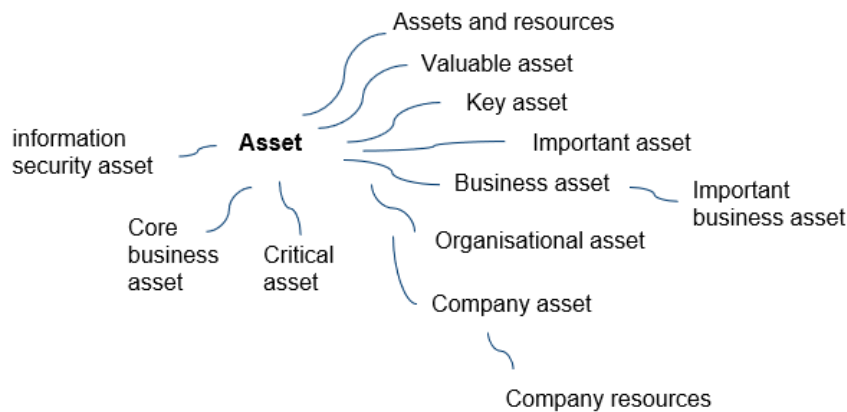 Assets and resources
Valuable asset
Key asset
information
security asset
Asset
Important asset
Business asset
Important
business asset
Core
business
asset
Critical
asset
Organisational asset
Company asset
Company resources